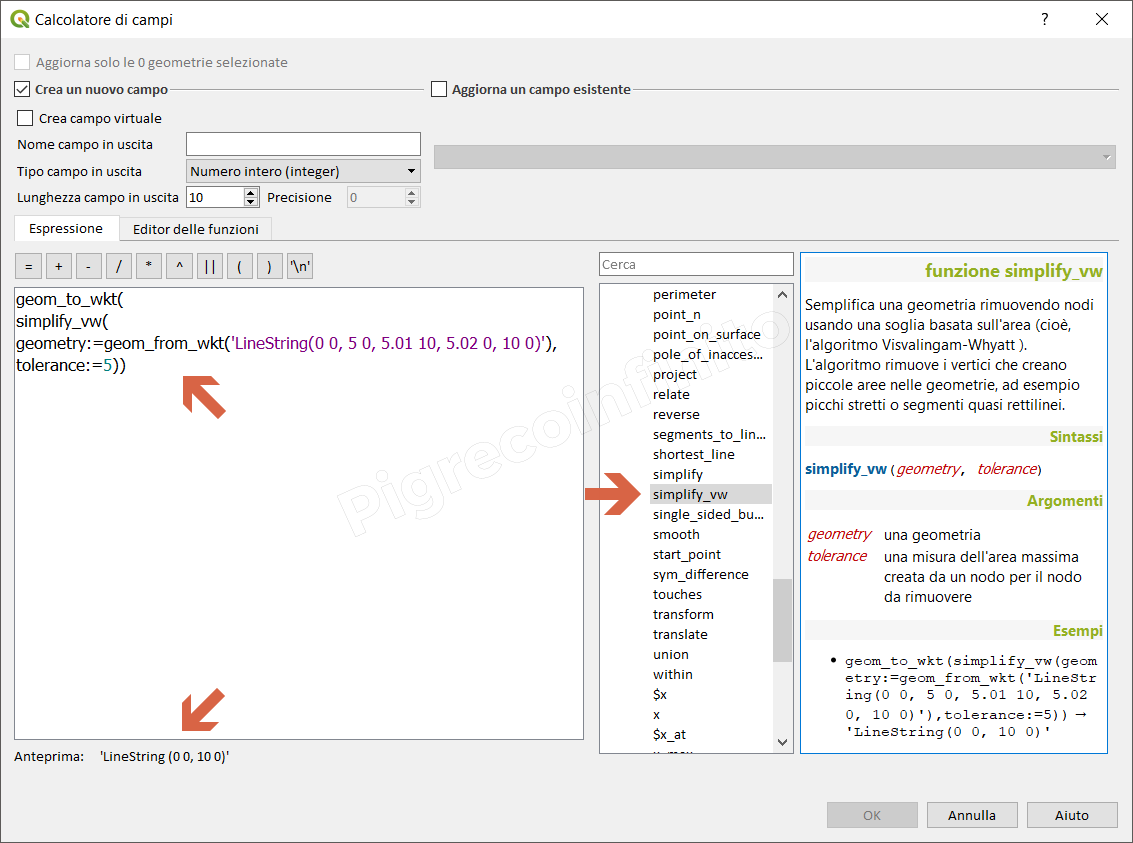 Calcolatore di campi
?
Aggiorna solo le 0 geometrie selezionate
Crea un nuovo campo
Aggiorna un campo esistente
Crea campo virtuale
Nome campo in uscita
Tipo campo in uscita
Numero intero (integer)
Lunghezza campo in uscita
10
Precisione
0
Espressione
Editor delle funzioni
= + - / * ^ || ( ) '\n'
geom_to_wkt(
simplify_vw(
geometry:=geom_from_wkt('LineString(0 0, 5 0, 5.01 10, 5.02 0, 10 0)'),
tolerance:=5))
Anteprima: 'LineString (0 0, 10 0)'
Cerca
perimeter
point_n
point_on_surface
pole_of_inacces...
project
relate
reverse
segments_to_lin...
shortest_line
simplify
simplify_vw
single_sided_bu...
smooth
start_point
sym_difference
touches
transform
translate
union
within
$x
x
$x_at
x_max
funzione simplify_vw
Semplifica una geometria rimuovendo nodi
usando una soglia basata sull'area (cioè,
l'algoritmo Visvalingam-Whyatt ).
L'algoritmo rimuove i vertici che creano
piccole aree nelle geometrie, ad esempio
picchi stretti o segmenti quasi rettilinei.
Sintassi
simplify_vw(geometry, tolerance)
Argomenti
geometry una geometria
tolerance una misura dell'area massima
creata da un nodo per il nodo
da rimuovere
Esempi
• geom_to_wkt(simplify_vw(geom
etry:=geom_from_wkt('LineStr
ing(0 0, 5 0, 5.01 10, 5.02
0, 10 0)'),tolerance:=5)) →
'LineString(0 0, 10 0)'
Pigrecoinfinito
OK
Annulla
Aiuto